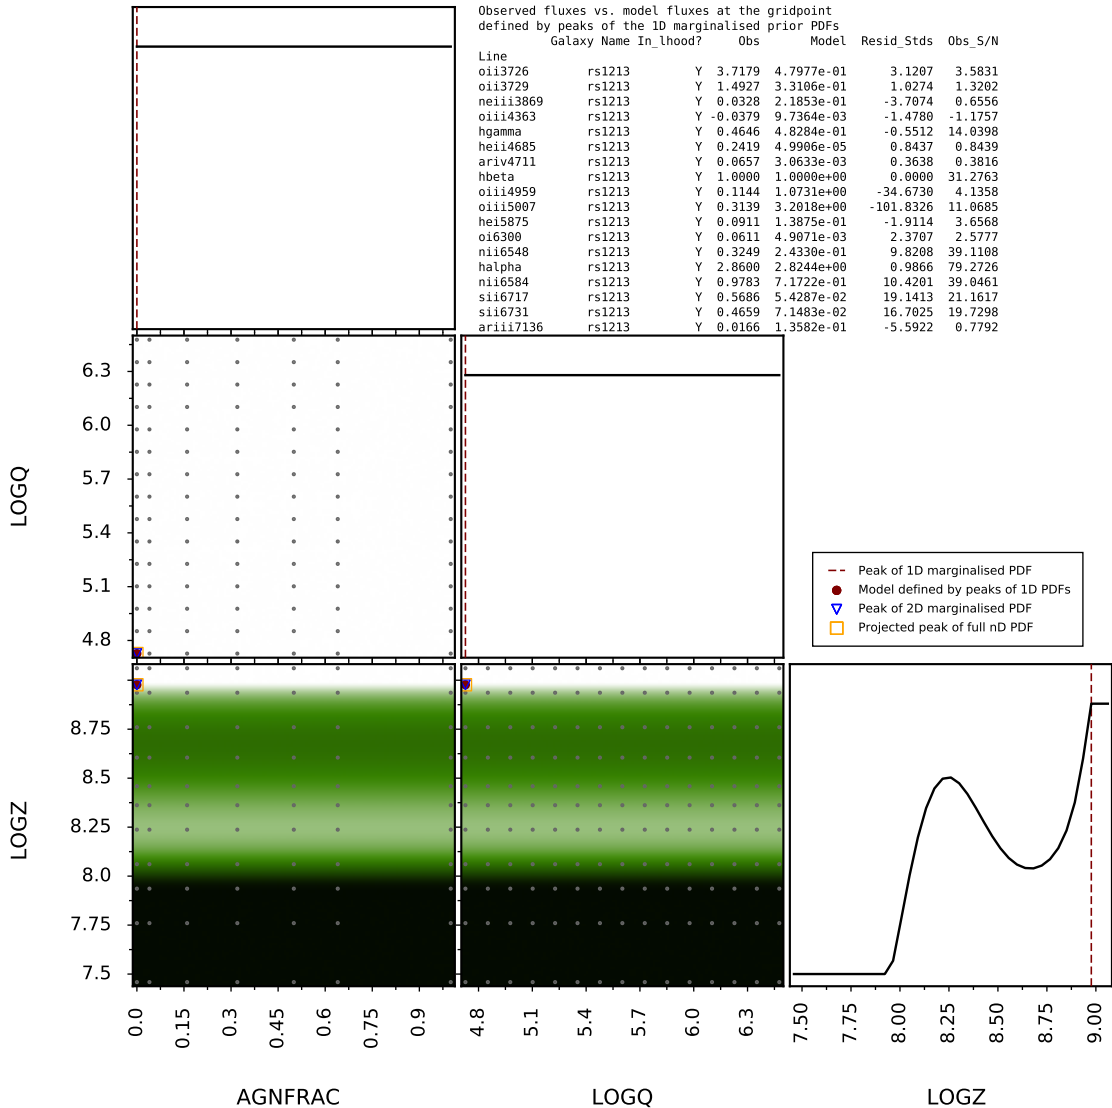 Observed fluxes vs. model fluxes at the gridpoint
defined by peaks of the 1D marginalised prior PDFs
Galaxy Name In_lhood? Obs Model Resid_Stds Obs_S/N
Line
oii3726 rs1213 Y 3.7179 4.7977e-01 3.1207 3.5831
oii3729 rs1213 Y 1.4927 3.3106e-01 1.0274 1.3202
neiii3869 rs1213 Y 0.0328 2.1853e-01 -3.7074 0.6556
oiii4363 rs1213 Y -0.0379 9.7364e-03 -1.4780 -1.1757
hgamma rs1213 Y 0.4646 4.8284e-01 -0.5512 14.0398
heii4685 rs1213 Y 0.2419 4.9906e-05 0.8437 0.8439
ariv4711 rs1213 Y 0.0657 3.0633e-03 0.3638 0.3816
hbeta rs1213 Y 1.0000 1.0000e+00 0.0000 31.2763
oiii4959 rs1213 Y 0.1144 1.0731e+00 -34.6730 4.1358
oiii5007 rs1213 Y 0.3139 3.2018e+00 -101.8326 11.0685
hei5875 rs1213 Y 0.0911 1.3875e-01 -1.9114 3.6568
oi6300 rs1213 Y 0.0611 4.9071e-03 2.3707 2.5777
nii6548 rs1213 Y 0.3249 2.4330e-01 9.8208 39.1108
halpha rs1213 Y 2.8600 2.8244e+00 0.9866 79.2726
nii6584 rs1213 Y 0.9783 7.1722e-01 10.4201 39.0461
sii6717 rs1213 Y 0.5686 5.4287e-02 19.1413 21.1617
sii6731 rs1213 Y 0.4659 7.1483e-02 16.7025 19.7298
ariii7136 rs1213 Y 0.0166 1.3582e-01 -5.5922 0.7792
LOGQ
6.3
6.0
5.7
5.4
5.1
4.8
Peak of 1D marginalised PDF
Model defined by peaks of 1D PDFs
Peak of 2D marginalised PDF
Projected peak of full nD PDF
LOGZ
8.75
8.5
8.25
8.0
7.75
7.5
0.0 0.15 0.3 0.45 0.6 0.75 0.9
4.8 5.1 5.4 5.7 6.0 6.3
7.50 7.75 8.00 8.25 8.50 8.75 9.00
AGNFRAC LOGQ LOGZ